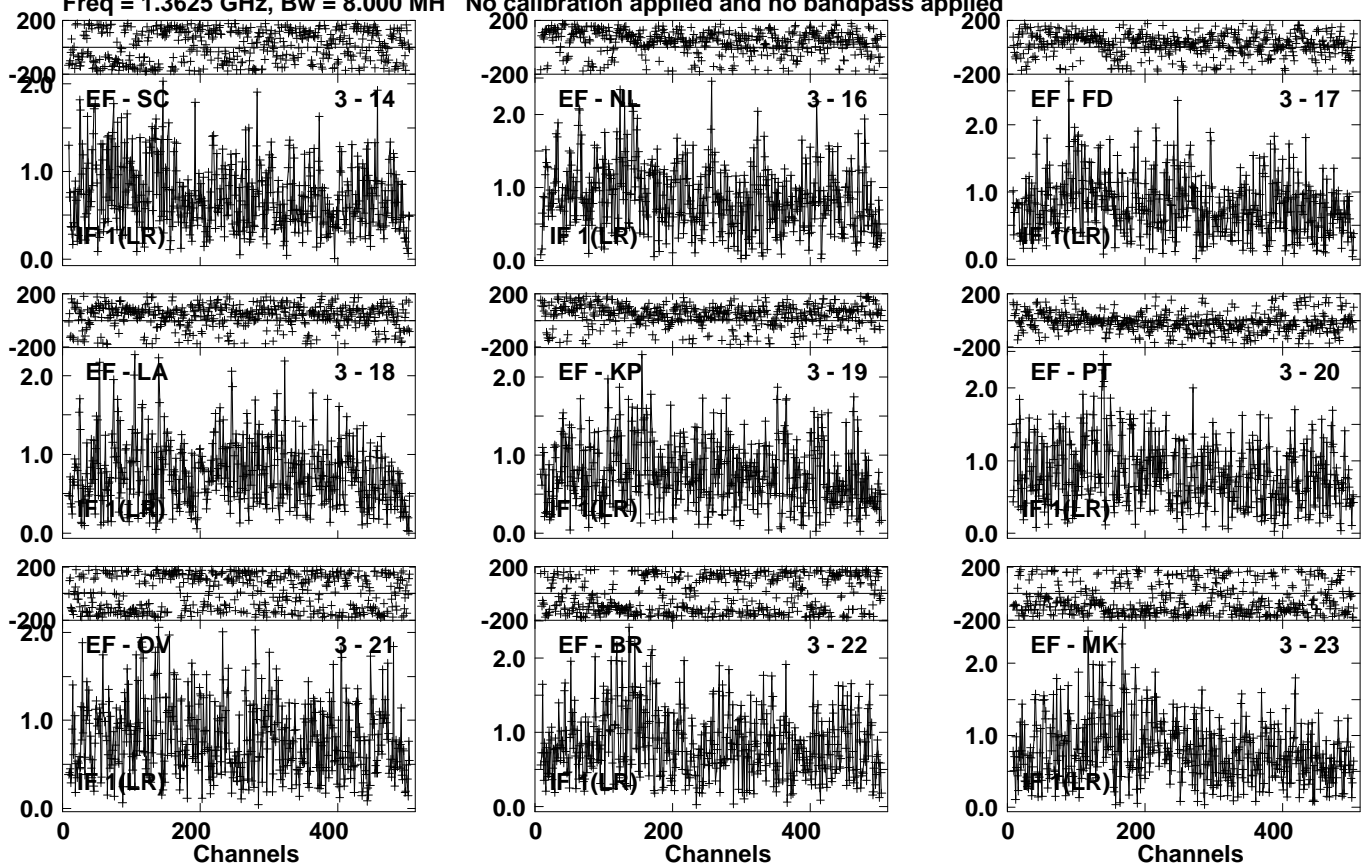 Freq = 1.3625 GHz, Bw = 8.000 MH No calibration applied and no bandpass applied
200
-200
EF - SC 3 - 14
2.0
1.0
0.0
IF 1(LR)
200
-200
EF - NL 3 - 16
2.0
1.0
0.0
IF 1(LR)
200
-200
EF - FD 3 - 17
2.0
1.0
0.0
IF 1(LR)
200
-200
EF - LA 3 - 18
2.0
1.0
0.0
IF 1(LR)
200
-200
EF - KP 3 - 19
2.0
1.0
0.0
IF 1(LR)
200
-200
EF - PT 3 - 20
2.0
1.0
0.0
IF 1(LR)
200
-200
EF - OV 3 - 21
2.0
1.0
0.0
IF 1(LR)
0 200 400
Channels
200
-200
EF - BR 3 - 22
2.0
1.0
0.0
IF 1(LR)
0 200 400
Channels
200
-200
EF - MK 3 - 23
2.0
1.0
0.0
IF 1(LR)
0 200 400
Channels